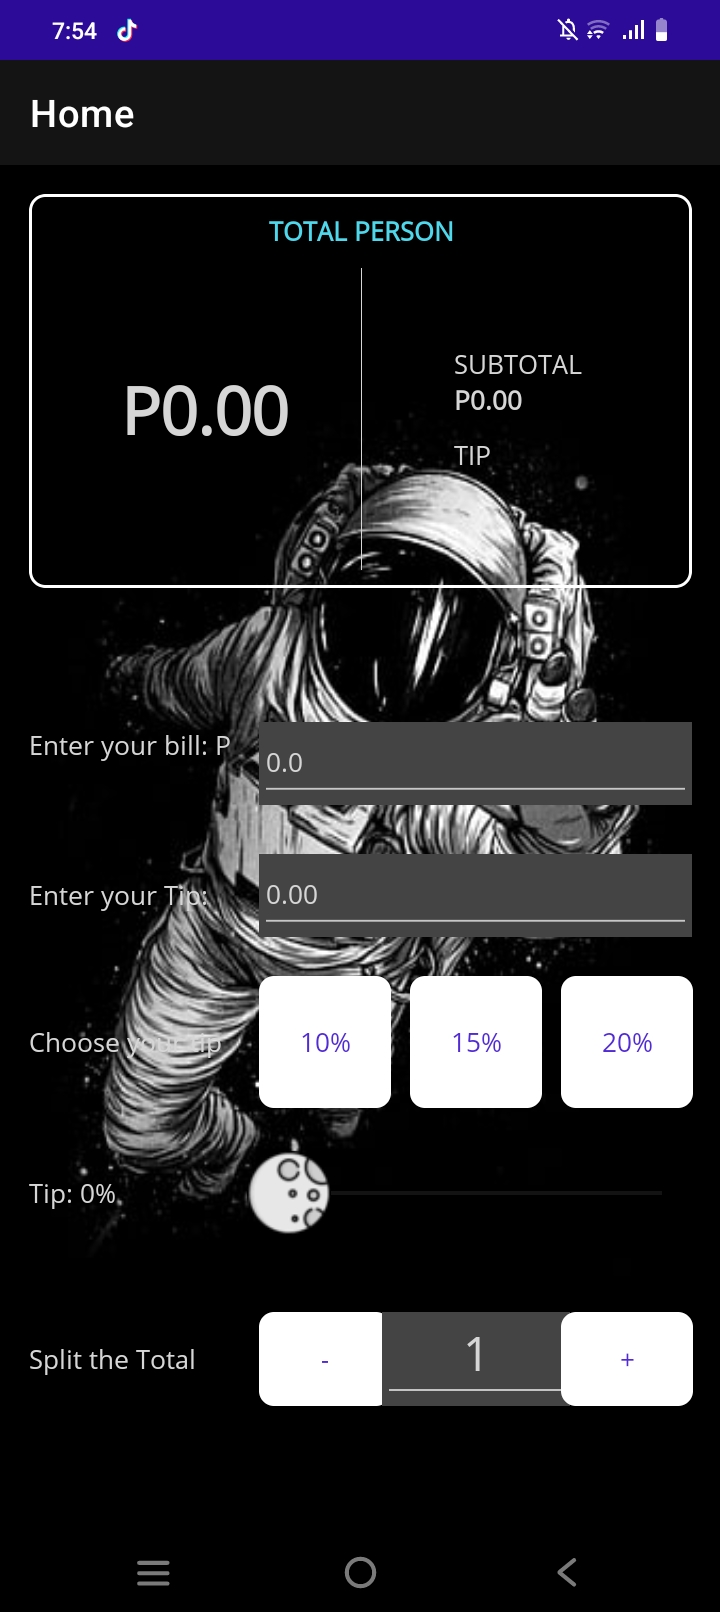 7:54
Home
TOTAL PERSON
P0.00
SUBTOTAL
P0.00
TIP
Enter your bill: P
0.0
Enter your Tip:
0.00
Choose your tip
10%
15%
20%
Tip: 0%
Split the Total
-
1
+